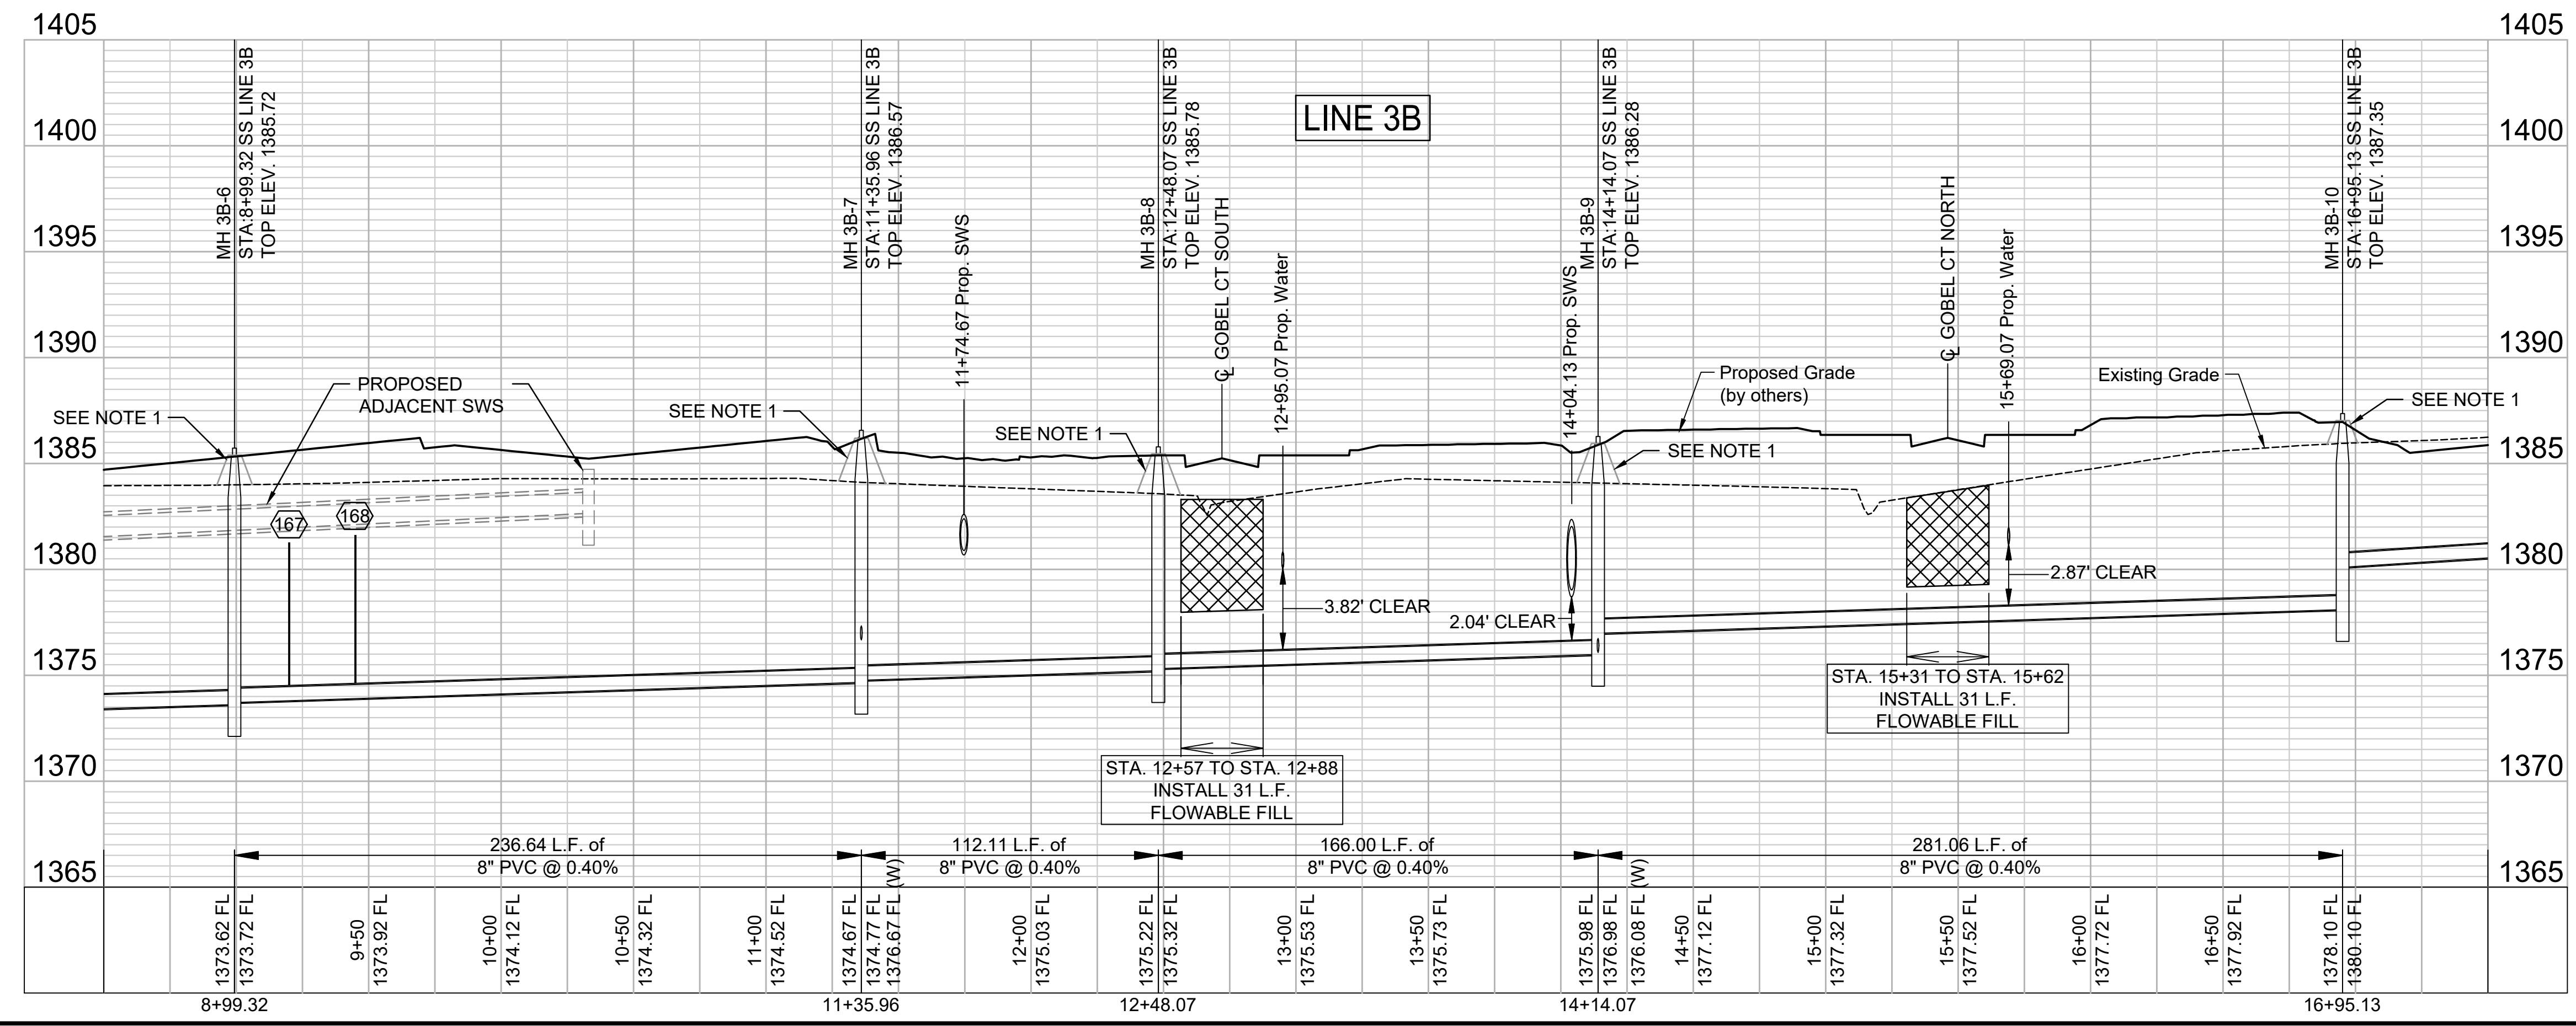 1405
1405
1400
1400
1395
1395
1390
1390
1385
1385
1380
1380
1375
1375
1370
1370
1365
1365
LINE 3B
MH 3B-6
STA:8+99.32 SS LINE 3B
TOP ELEV. 1385.72
MH 3B-7
STA:11+35.96 SS LINE 3B
TOP ELEV. 1386.57
11+74.67 Prop. SWS
MH 3B-8
STA:12+48.07 SS LINE 3B
TOP ELEV. 1385.78
CL GOBEL CT SOUTH
12+95.07 Prop. Water
14+04.13 Prop. SWS
MH 3B-9
STA:14+14.07 SS LINE 3B
TOP ELEV. 1386.28
CL GOBEL CT NORTH
15+69.07 Prop. Water
MH 3B-10
STA:16+95.13 SS LINE 3B
TOP ELEV. 1387.35
SEE NOTE 1
PROPOSED
ADJACENT SWS
SEE NOTE 1
SEE NOTE 1
SEE NOTE 1
Proposed Grade
(by others)
Existing Grade
SEE NOTE 1
167
168
3.82' CLEAR
2.04' CLEAR
2.87' CLEAR
STA. 12+57 TO STA. 12+88
INSTALL 31 L.F.
FLOWABLE FILL
STA. 15+31 TO STA. 15+62
INSTALL 31 L.F.
FLOWABLE FILL
236.64 L.F. of
8" PVC @ 0.40%
112.11 L.F. of
8" PVC @ 0.40%
166.00 L.F. of
8" PVC @ 0.40%
281.06 L.F. of
8" PVC @ 0.40%
1373.62 FL
1373.72 FL
9+50
1373.92 FL
10+00
1374.12 FL
10+50
1374.32 FL
11+00
1374.52 FL
1374.67 FL
1374.77 FL
1376.67 FL (W)
12+00
1375.03 FL
1375.22 FL
1375.32 FL
13+00
1375.53 FL
13+50
1375.73 FL
1375.98 FL
1376.98 FL
1376.08 FL (W)
14+50
1377.12 FL
15+00
1377.32 FL
15+50
1377.52 FL
16+00
1377.72 FL
16+50
1377.92 FL
1378.10 FL
1380.10 FL
8+99.32
11+35.96
12+48.07
14+14.07
16+95.13